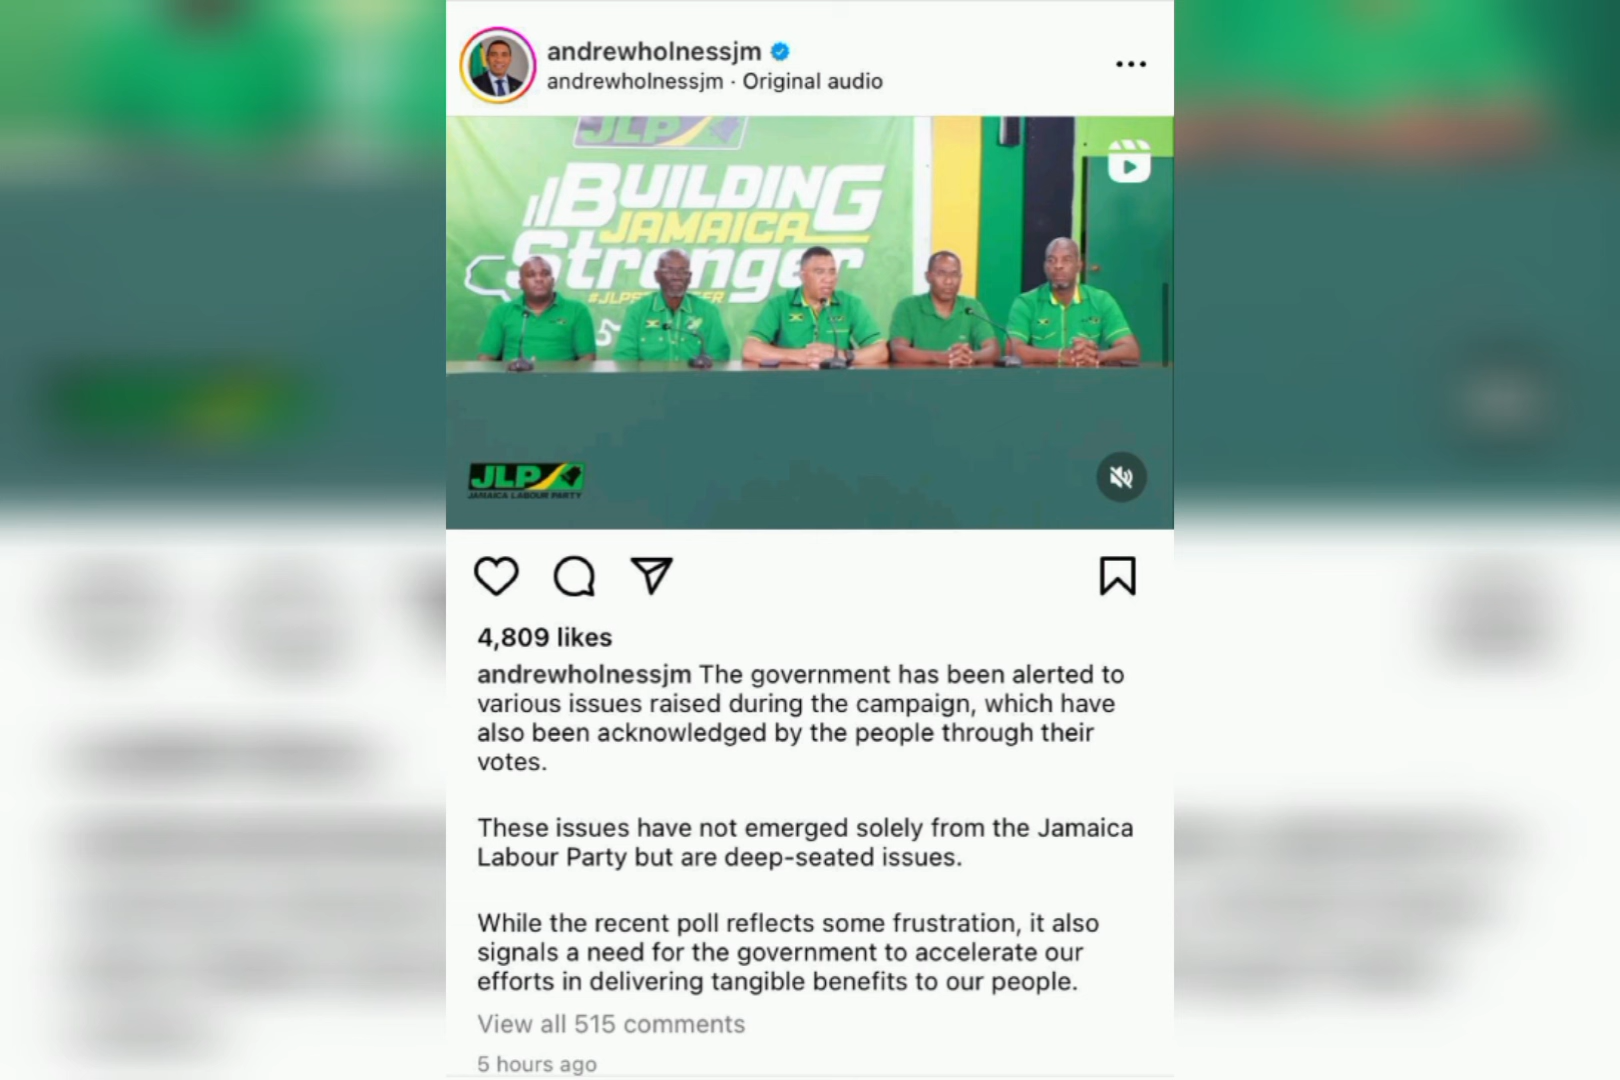 andrewholnessjm
andrewholnessjm · Original audio
JLP
BUILDING
JAMAICA
Stronger
JLP
JAMAICA LABOUR PARTY
4,809 likes
andrewholnessjm The government has been alerted to
various issues raised during the campaign, which have
also been acknowledged by the people through their
votes.
These issues have not emerged solely from the Jamaica
Labour Party but are deep-seated issues.
While the recent poll reflects some frustration, it also
signals a need for the government to accelerate our
efforts in delivering tangible benefits to our people.
View all 515 comments
5 hours ago